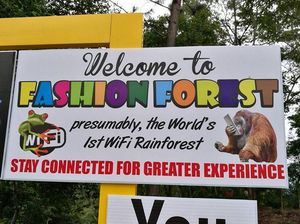 Welcome to
FASHION FOREST
presumably, the World's
1st WiFi Rainforest
WiFi
STAY CONNECTED FOR GREATER EXPERIENCE
You